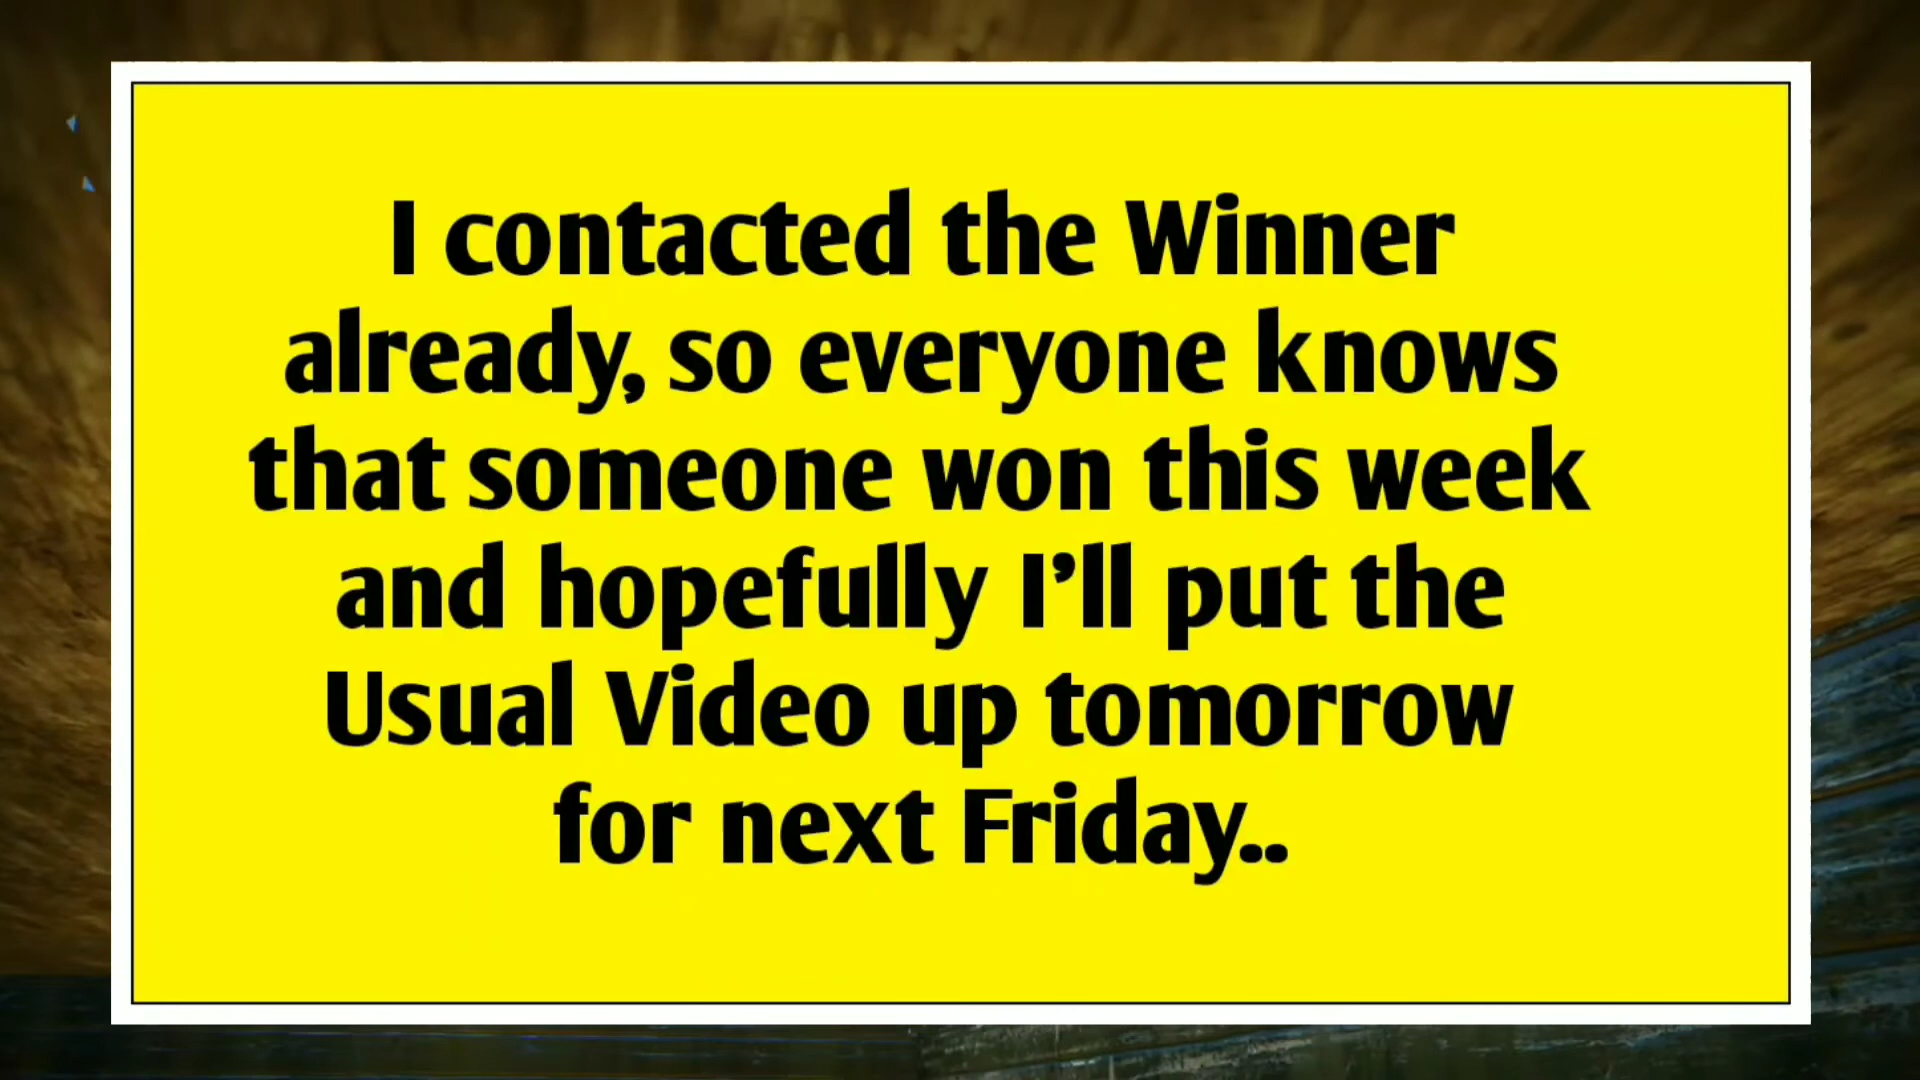 I contacted the Winner
already, so everyone knows
that someone won this week
and hopefully I’ll put the
Usual Video up tomorrow
for next Friday..